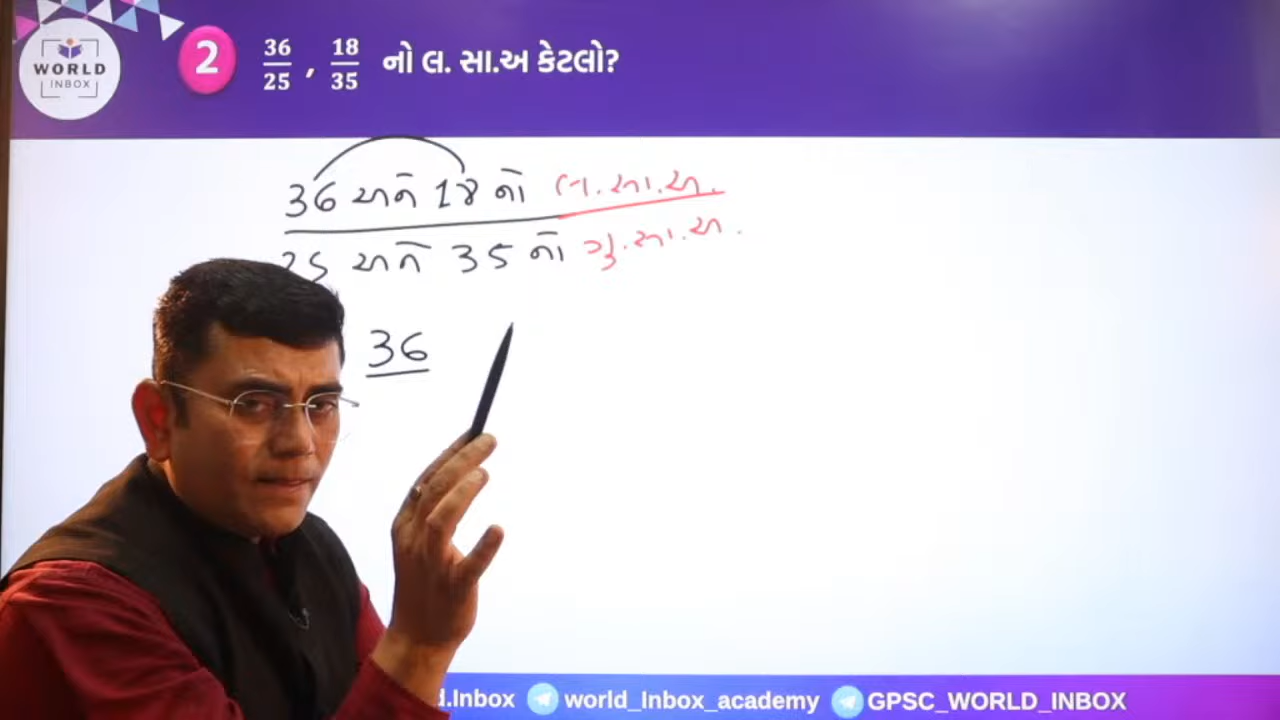 WORLD
INBOX
2 36/25 , 18/35 નો લ. સા.અ કેટલો?
36 અને 18 નો લ.સા.અ.
25 અને 35 નો ગુ.સા.અ.
36
d.Inbox world_Inbox_academy GPSC_WORLD_INBOX